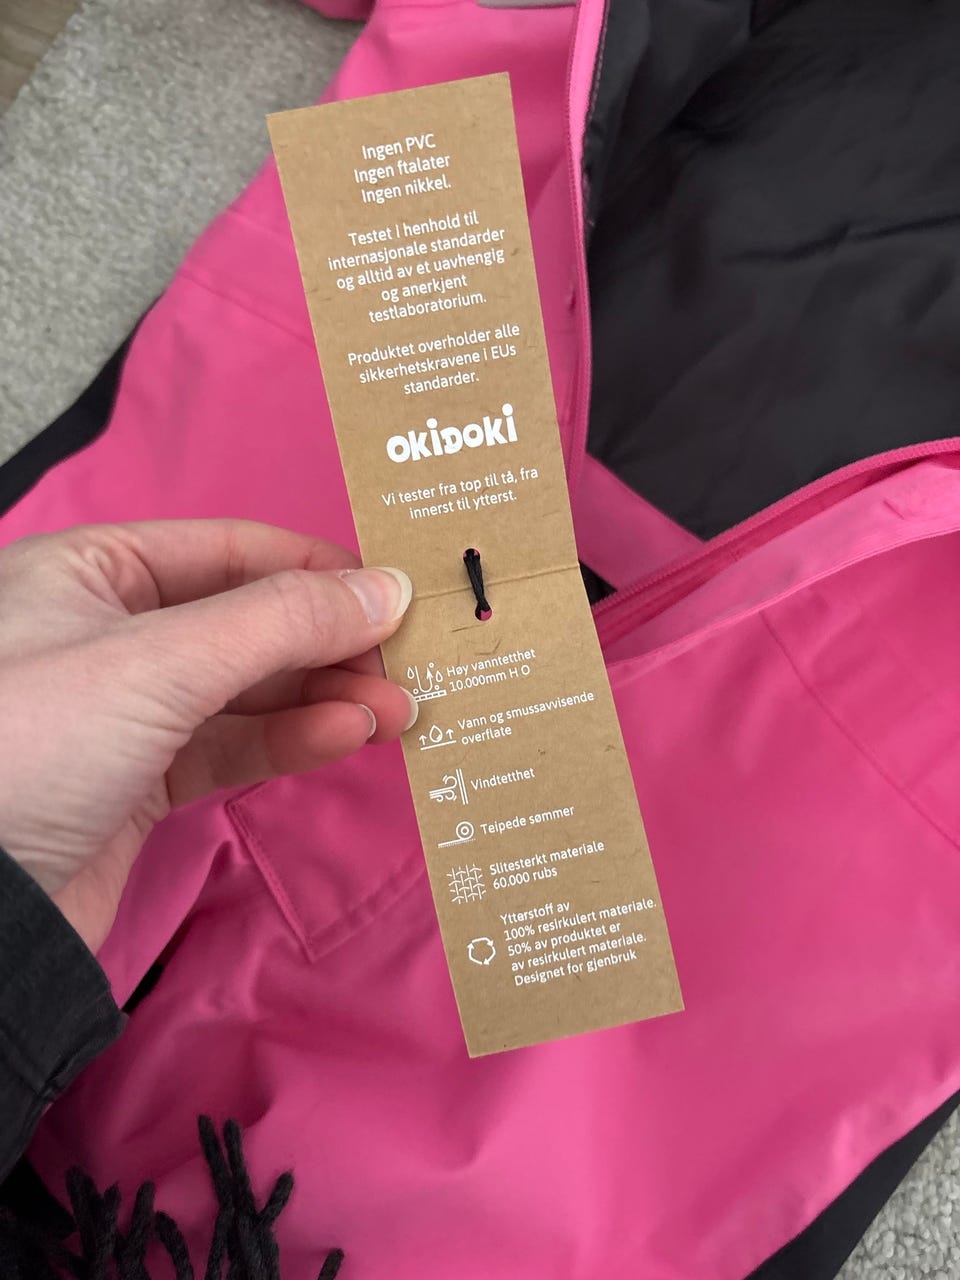 Ingen PVC
Ingen ftalater
Ingen nikkel.
Testet i henhold til
internasjonale standarder
og alltid av et uavhengig
og anerkjent
testlaboratorium.
Produktet overholder alle
sikkerhetskravene i EUs
standarder.
OKIDOKI
Vi tester fra top til tå, fra
innerst til ytterst.
Høy vanntetthet
10.000mm H O
Vann og smussavvisende
overflate
Vindtetthet
Teipede sømmer
Slitesterkt materiale
60.000 rubs
Ytterstoff av
100% resirkulert materiale.
50% av produktet er
av resirkulert materiale.
Designet for gjenbruk